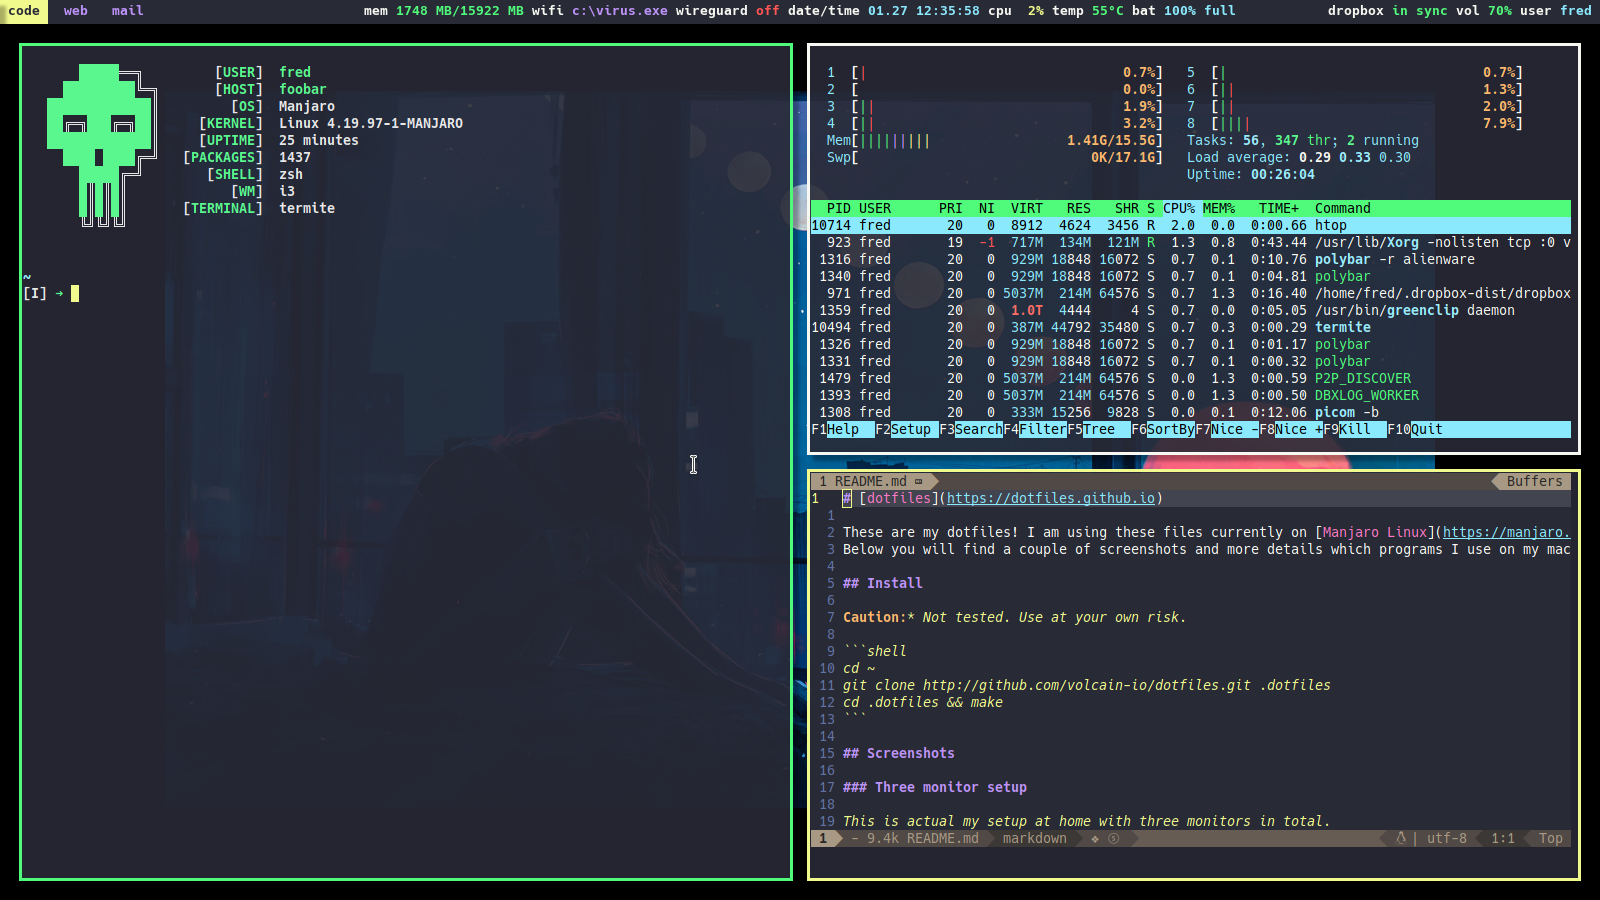 code web mail mem 1748 MB/15922 MB wifi c:\virus.exe wireguard off date/time 01.27 12:35:58 cpu 2% temp 55°C bat 100% full dropbox in sync vol 70% user fred
[USER] fred
[HOST] foobar
[OS] Manjaro
[KERNEL] Linux 4.19.97-1-MANJARO
[UPTIME] 25 minutes
[PACKAGES] 1437
[SHELL] zsh
[WM] i3
[TERMINAL] termite
~
[I] →
1 [| 0.7%] 5 [| 0.7%]
2 [ 0.0%] 6 [|| 1.3%]
3 [|| 1.9%] 7 [|| 2.0%]
4 [|| 3.2%] 8 [|||| 7.9%]
Mem[||||||||| 1.41G/15.5G] Tasks: 56, 347 thr; 2 running
Swp[ 0K/17.1G] Load average: 0.29 0.33 0.30
Uptime: 00:26:04
PID USER PRI NI VIRT RES SHR S CPU% MEM% TIME+ Command
10714 fred 20 0 8912 4624 3456 R 2.0 0.0 0:00.66 htop
923 fred 19 -1 717M 134M 121M R 1.3 0.8 0:43.44 /usr/lib/Xorg -nolisten tcp :0 v
1316 fred 20 0 929M 18848 16072 S 0.7 0.1 0:10.76 polybar -r alienware
1340 fred 20 0 929M 18848 16072 S 0.7 0.1 0:04.81 polybar
971 fred 20 0 5037M 214M 64576 S 0.7 1.3 0:16.40 /home/fred/.dropbox-dist/dropbox
1359 fred 20 0 1.0T 4444 4 S 0.7 0.0 0:05.05 /usr/bin/greenclip daemon
10494 fred 20 0 387M 44792 35480 S 0.7 0.3 0:00.29 termite
1326 fred 20 0 929M 18848 16072 S 0.7 0.1 0:01.17 polybar
1331 fred 20 0 929M 18848 16072 S 0.7 0.1 0:00.32 polybar
1479 fred 20 0 5037M 214M 64576 S 0.0 1.3 0:00.59 P2P_DISCOVER
1393 fred 20 0 5037M 214M 64576 S 0.0 1.3 0:00.50 DBXLOG_WORKER
1308 fred 20 0 333M 15256 9828 S 0.0 0.1 0:12.06 picom -b
F1Help F2Setup F3SearchF4FilterF5Tree F6SortByF7Nice -F8Nice +F9Kill F10Quit
1 README.md Buffers
1 # [dotfiles](https://dotfiles.github.io)
1
2 These are my dotfiles! I am using these files currently on [Manjaro Linux](https://manjaro.
3 Below you will find a couple of screenshots and more details which programs I use on my mac
4
5 ## Install
6
7 Caution:* Not tested. Use at your own risk.
8
9 ```shell
10 cd ~
11 git clone http://github.com/volcain-io/dotfiles.git .dotfiles
12 cd .dotfiles && make
13 ```
14
15 ## Screenshots
16
17 ### Three monitor setup
18
19 This is actual my setup at home with three monitors in total.
1 - 9.4k README.md markdown ❖ Ⓢ | utf-8 1:1 Top